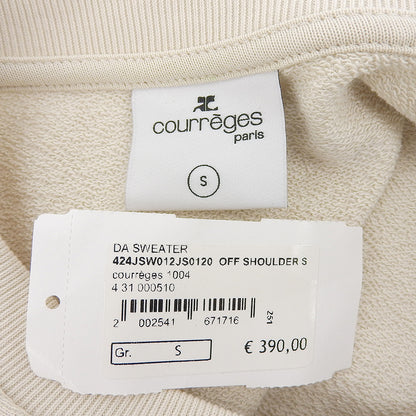 courrèges
paris
S
DA SWEATER
424JSW012JS0120 OFF SHOULDER S
courrèges 1004
4 31 000510
251
2 002541 671716
Gr. S
€ 390,00